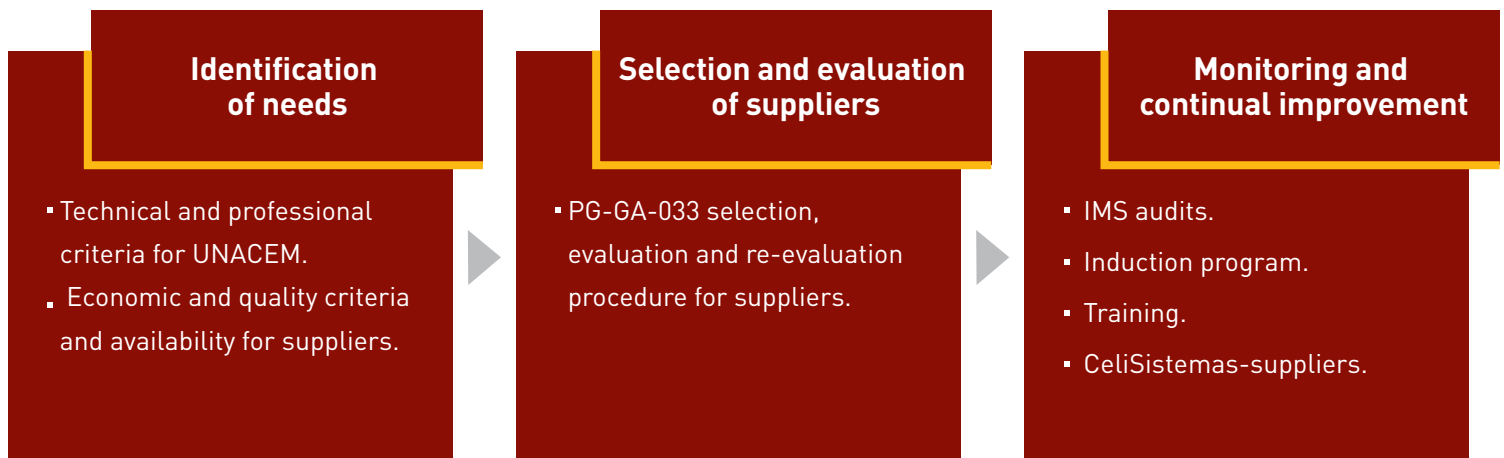 Identification
of needs
▪ Technical and professional
criteria for UNACEM.
▪ Economic and quality criteria
and availability for suppliers.
Selection and evaluation
of suppliers
▪ PG-GA-033 selection,
evaluation and re-evaluation
procedure for suppliers.
Monitoring and
continual improvement
▪ IMS audits.
▪ Induction program.
▪ Training.
▪ CeliSistemas-suppliers.